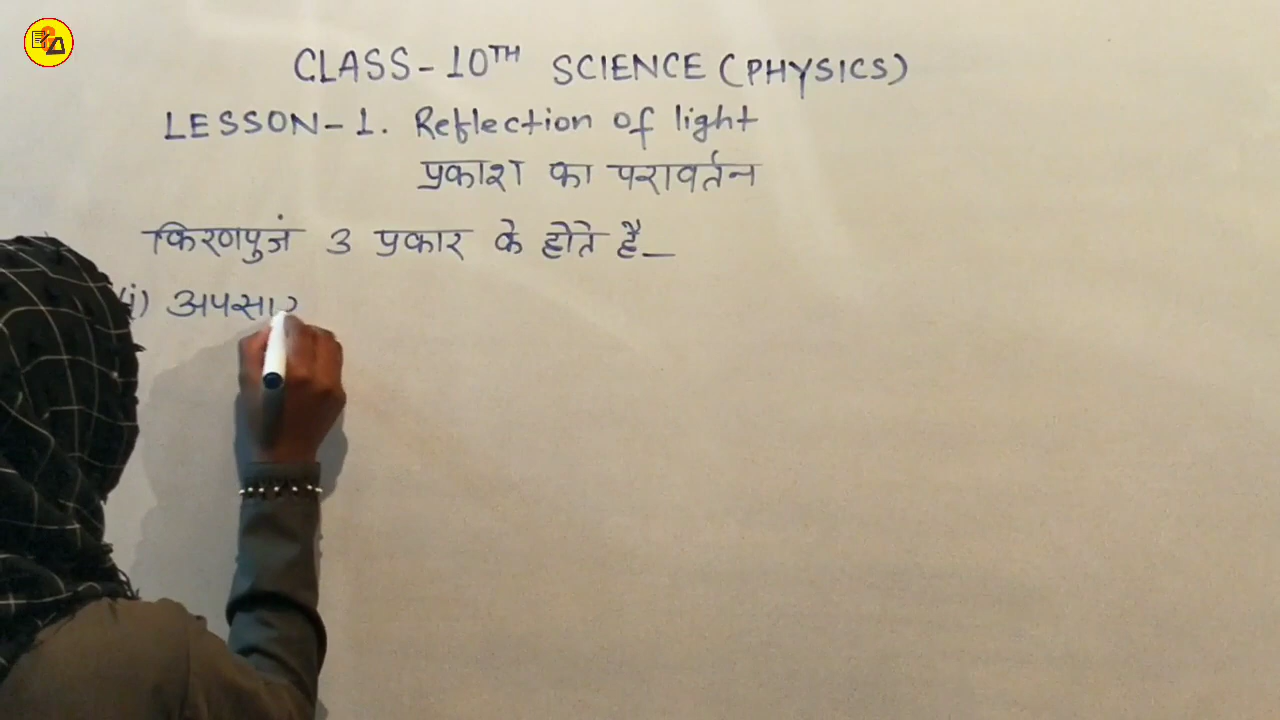 CLASS-10TH SCIENCE (PHYSICS)
LESSON-1. Reflection of light
प्रकाश का परावर्तन
किरणपुजं 3 प्रकार के होते है_
(i) अपसार